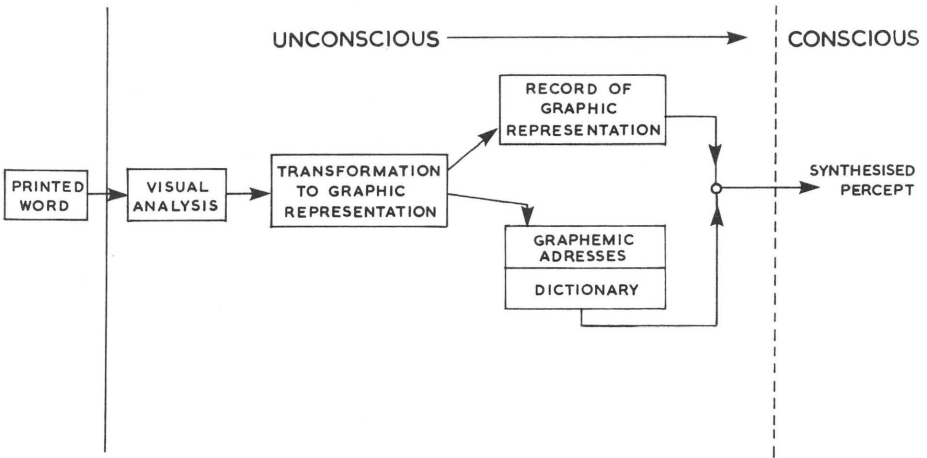 UNCONSCIOUS
CONSCIOUS
RECORD OF
GRAPHIC
REPRESENTATION
PRINTED
WORD
VISUAL
ANALYSIS
TRANSFORMATION
TO GRAPHIC
REPRESENTATION
SYNTHESISED
PERCEPT
GRAPHEMIC
ADRESSES
DICTIONARY